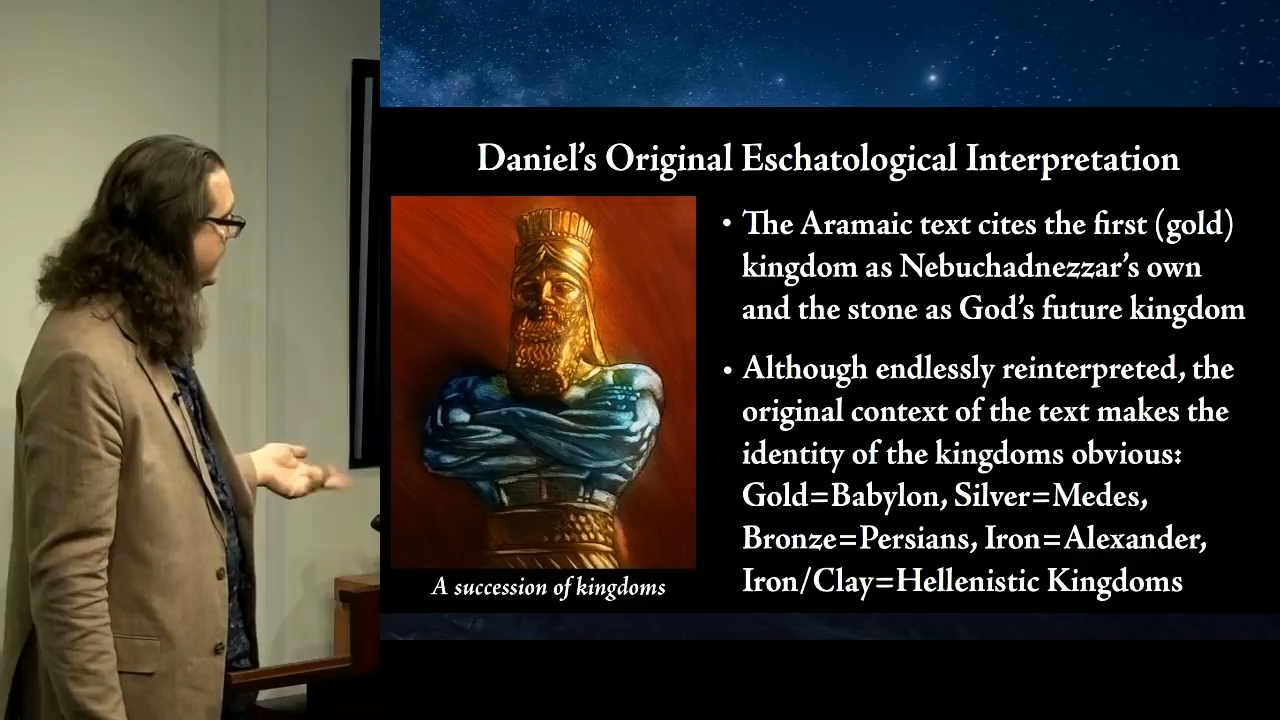 Daniel’s Original Eschatological Interpretation
• The Aramaic text cites the first (gold)
kingdom as Nebuchadnezzar’s own
and the stone as God’s future kingdom
• Although endlessly reinterpreted, the
original context of the text makes the
identity of the kingdoms obvious:
Gold=Babylon, Silver=Medes,
Bronze=Persians, Iron=Alexander,
Iron/Clay=Hellenistic Kingdoms
A succession of kingdoms